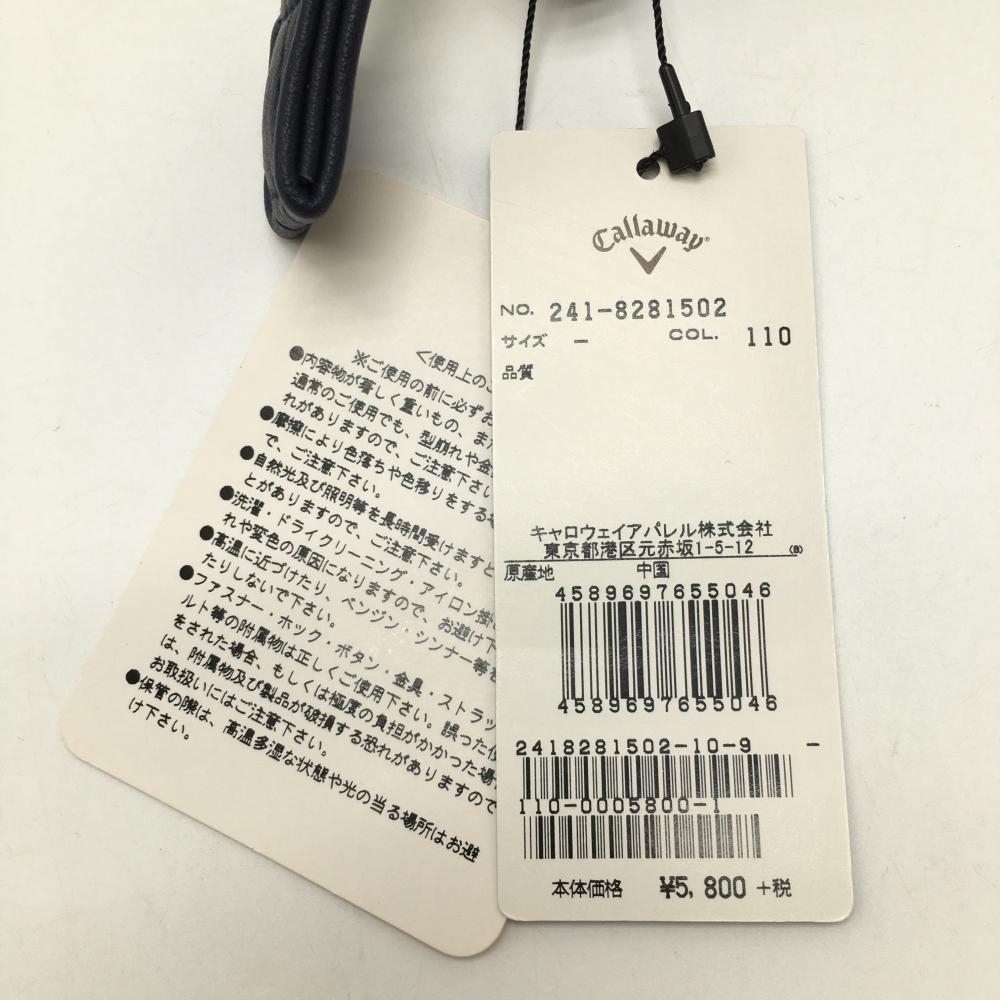 Callaway
NO. 241-8281502
サイズ - COL. 110
品質
キャロウェイアパレル株式会社
東京都港区元赤坂1-5-12
原産地 中国
4589697655046
4589697655046
2418281502-10-9 -
110-0005800-1
本体価格 ¥5,800 +税
<使用上のご
※ご使用の前に必ずお
●内容物が著しく重いもの、また
通常のご使用でも、型崩れや金
れがありますので、ご注意下さい
●摩擦により色落ちや色移りをする場
で、ご注意下さい。
●自然光及び照明等を長時間受けますと
とがありますので、ご注意下さい。
●洗濯・ドライクリーニング・アイロン掛け
れや変色の原因になりますので、お避け下
●高温に近づけたり、ベンジン・シンナー等を
たりしないで下さい。
●ファスナー・ホック・ボタン・金具・ストラッ
ルト等の附属物は正しくご使用下さい。誤った使
をされた場合、もしくは極度の負担がかかった場
は、附属物及び製品が破損する恐れがありますので
お取扱いにはご注意下さい。
●保管の際は、高温多湿な状態や光の当る場所はお避
け下さい。